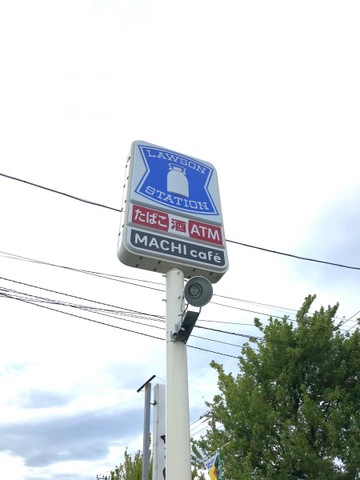 LAWSON
STATION
たばこ 酒 ATM
MACHI café